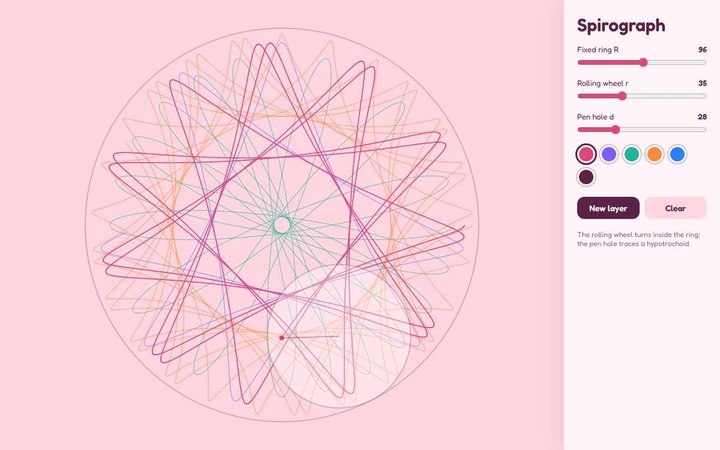 Spirograph
Fixed ring R 96
Rolling wheel r 35
Pen hole d 28
New layer Clear
The rolling wheel turns inside the ring;
the pen hole traces a hypotrochoid.